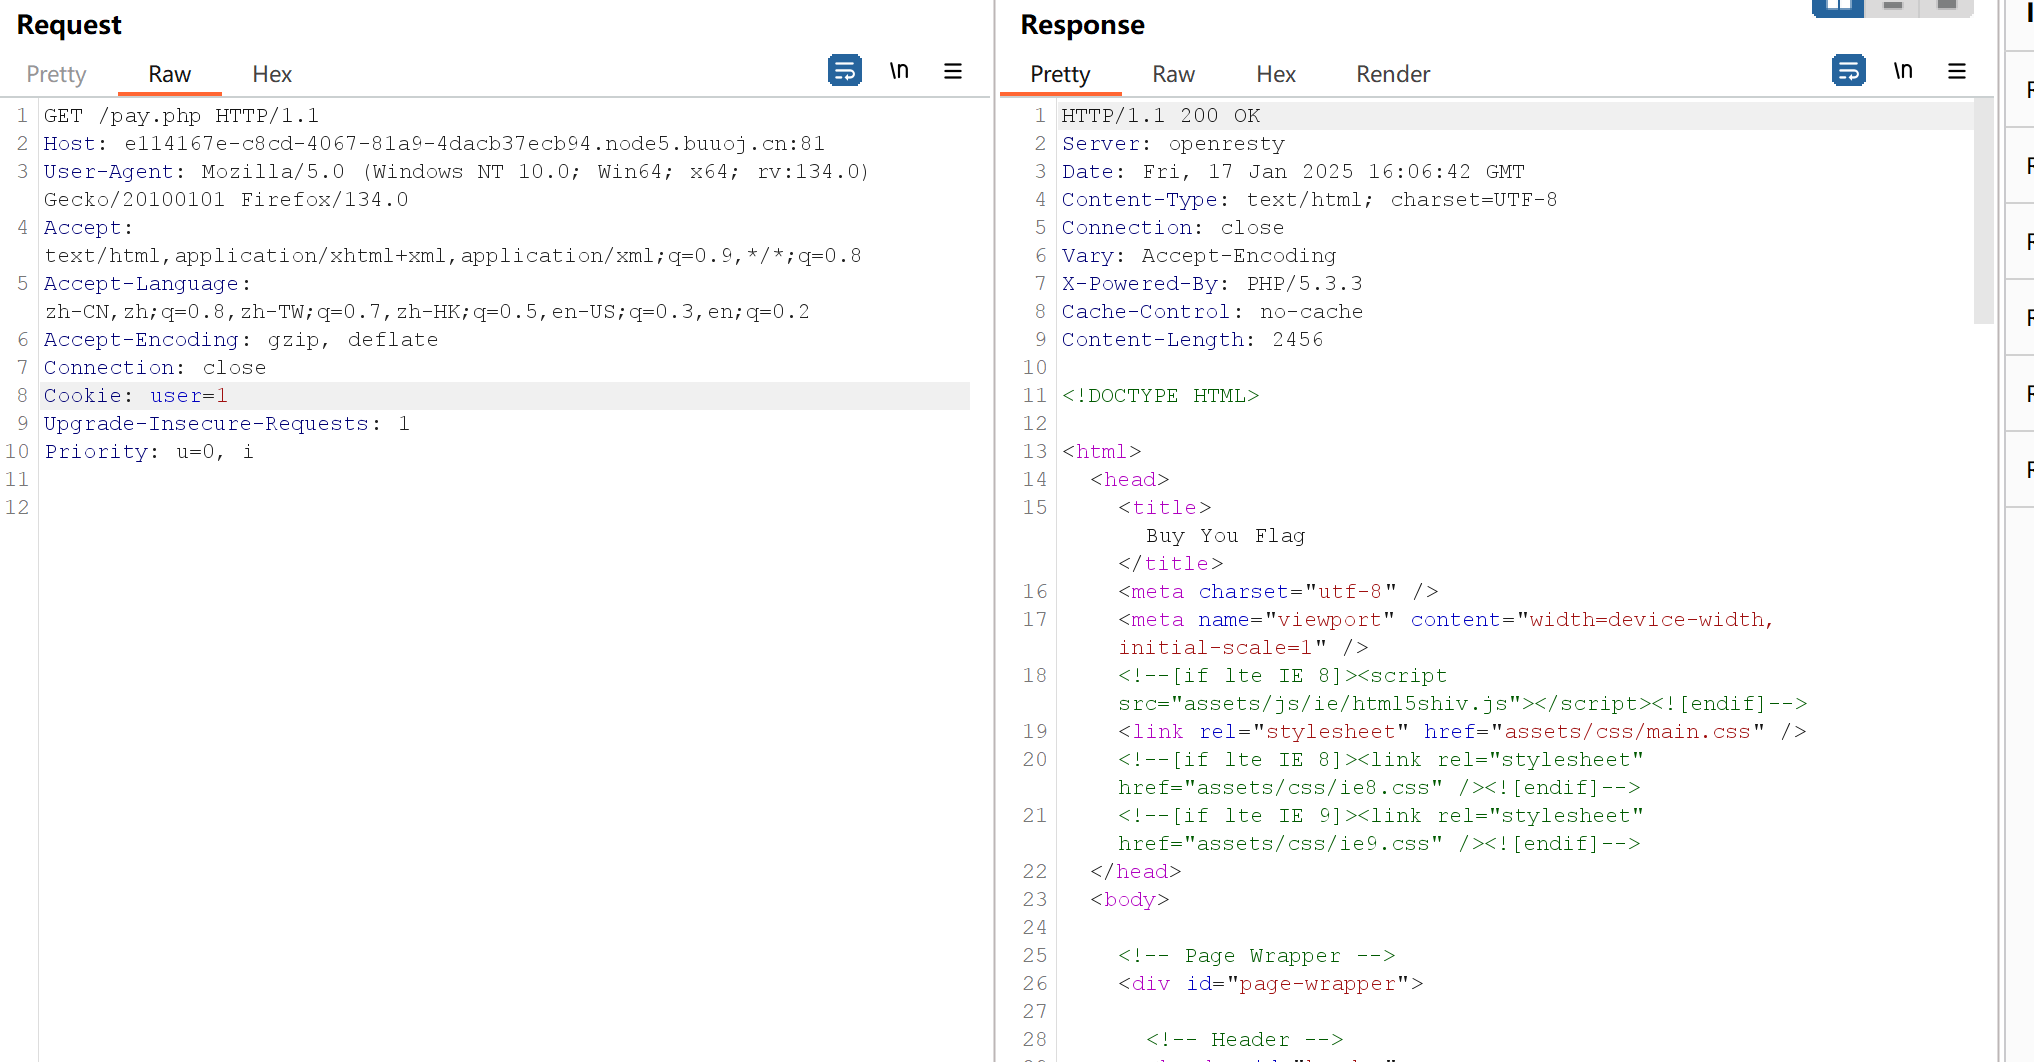 Request
Pretty Raw Hex \n
1 GET /pay.php HTTP/1.1
2 Host: e114167e-c8cd-4067-81a9-4dacb37ecb94.node5.buuoj.cn:81
3 User-Agent: Mozilla/5.0 (Windows NT 10.0; Win64; x64; rv:134.0)
Gecko/20100101 Firefox/134.0
4 Accept:
text/html,application/xhtml+xml,application/xml;q=0.9,*/*;q=0.8
5 Accept-Language:
zh-CN,zh;q=0.8,zh-TW;q=0.7,zh-HK;q=0.5,en-US;q=0.3,en;q=0.2
6 Accept-Encoding: gzip, deflate
7 Connection: close
8 Cookie: user=1
9 Upgrade-Insecure-Requests: 1
10 Priority: u=0, i
11
12
Response
Pretty Raw Hex Render \n
1 HTTP/1.1 200 OK
2 Server: openresty
3 Date: Fri, 17 Jan 2025 16:06:42 GMT
4 Content-Type: text/html; charset=UTF-8
5 Connection: close
6 Vary: Accept-Encoding
7 X-Powered-By: PHP/5.3.3
8 Cache-Control: no-cache
9 Content-Length: 2456
10
11 <!DOCTYPE HTML>
12
13 <html>
14 <head>
15 <title>
Buy You Flag
</title>
16 <meta charset="utf-8" />
17 <meta name="viewport" content="width=device-width,
initial-scale=1" />
18 <!--[if lte IE 8]><script
src="assets/js/ie/html5shiv.js"></script><![endif]-->
19 <link rel="stylesheet" href="assets/css/main.css" />
20 <!--[if lte IE 8]><link rel="stylesheet"
href="assets/css/ie8.css" /><![endif]-->
21 <!--[if lte IE 9]><link rel="stylesheet"
href="assets/css/ie9.css" /><![endif]-->
22 </head>
23 <body>
24
25 <!-- Page Wrapper -->
26 <div id="page-wrapper">
27
28 <!-- Header -->